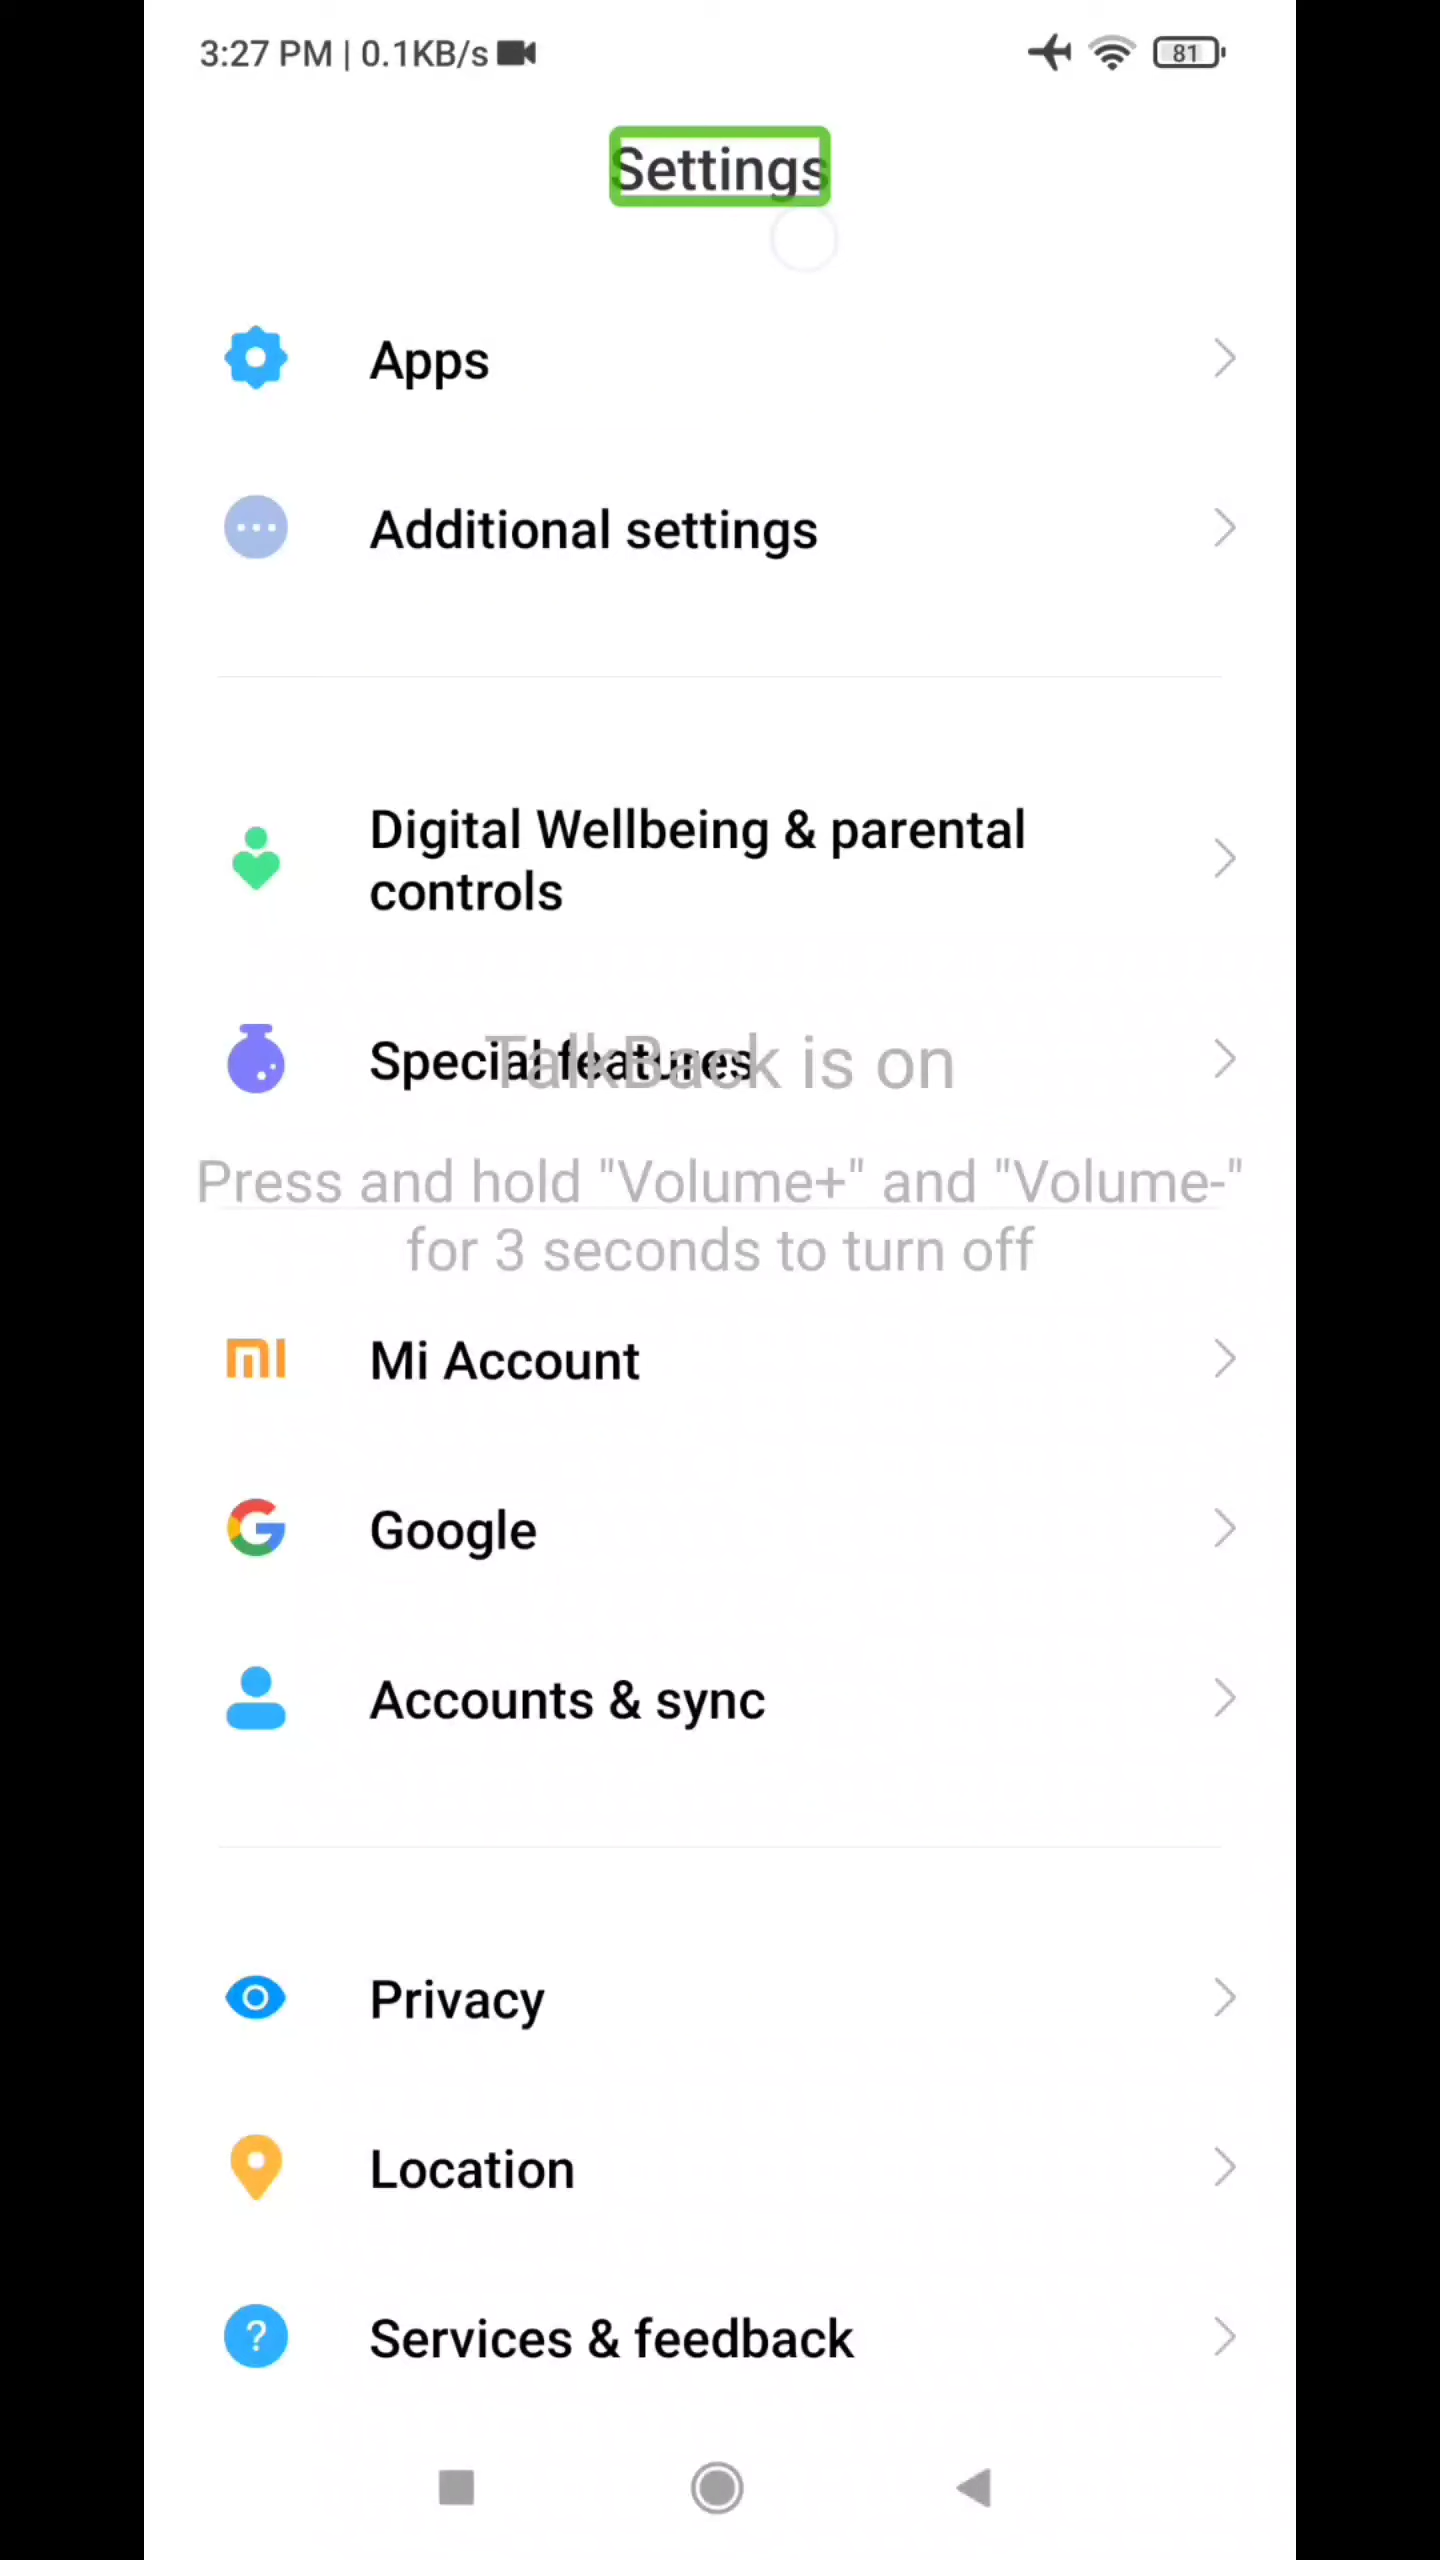 3:27 PM | 0.1KB/s
81
Settings
Apps
Additional settings
Digital Wellbeing & parental
controls
Special features
TalkBack is on
Press and hold "Volume+" and "Volume-"
for 3 seconds to turn off
Mi Account
Google
Accounts & sync
Privacy
Location
Services & feedback